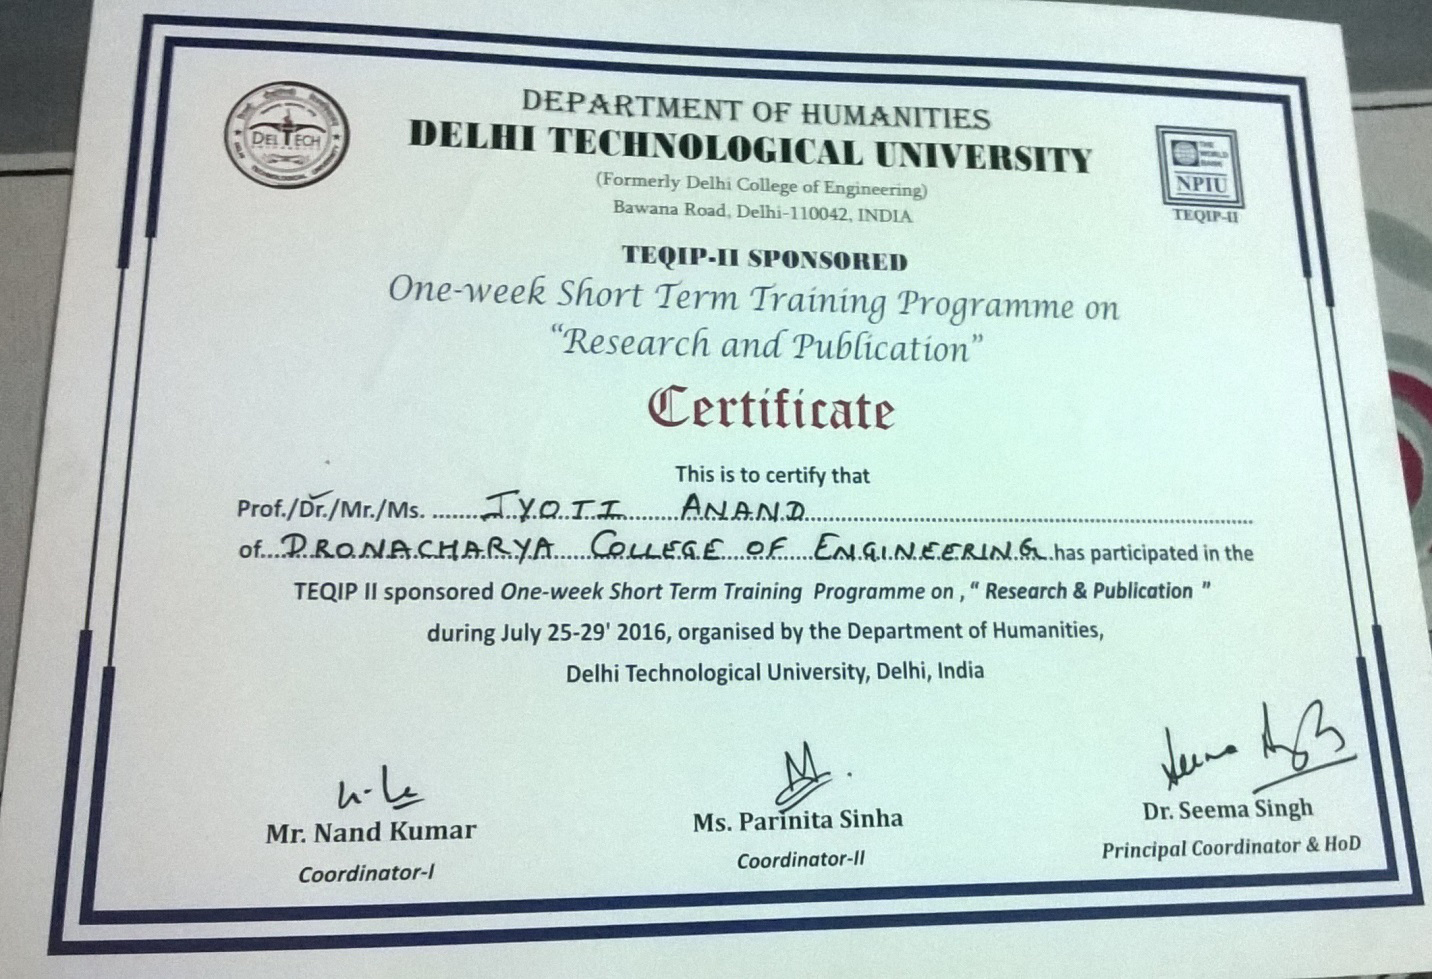 DELTECH
DEPARTMENT OF HUMANITIES
DELHI TECHNOLOGICAL UNIVERSITY
(Formerly Delhi College of Engineering)
Bawana Road, Delhi-110042, INDIA
THE WORLD BANK
NPIU
TEQIP-II
TEQIP-II SPONSORED
One-week Short Term Training Programme on
“Research and Publication”
Certificate
This is to certify that
Prof./Dr./Mr./Ms. JYOTI ANAND
of DRONACHARYA COLLEGE OF ENGINEERING has participated in the
TEQIP II sponsored One-week Short Term Training Programme on , “ Research & Publication ”
during July 25-29' 2016, organised by the Department of Humanities,
Delhi Technological University, Delhi, India
Mr. Nand Kumar
Coordinator-I
Ms. Parinita Sinha
Coordinator-II
Dr. Seema Singh
Principal Coordinator & HoD